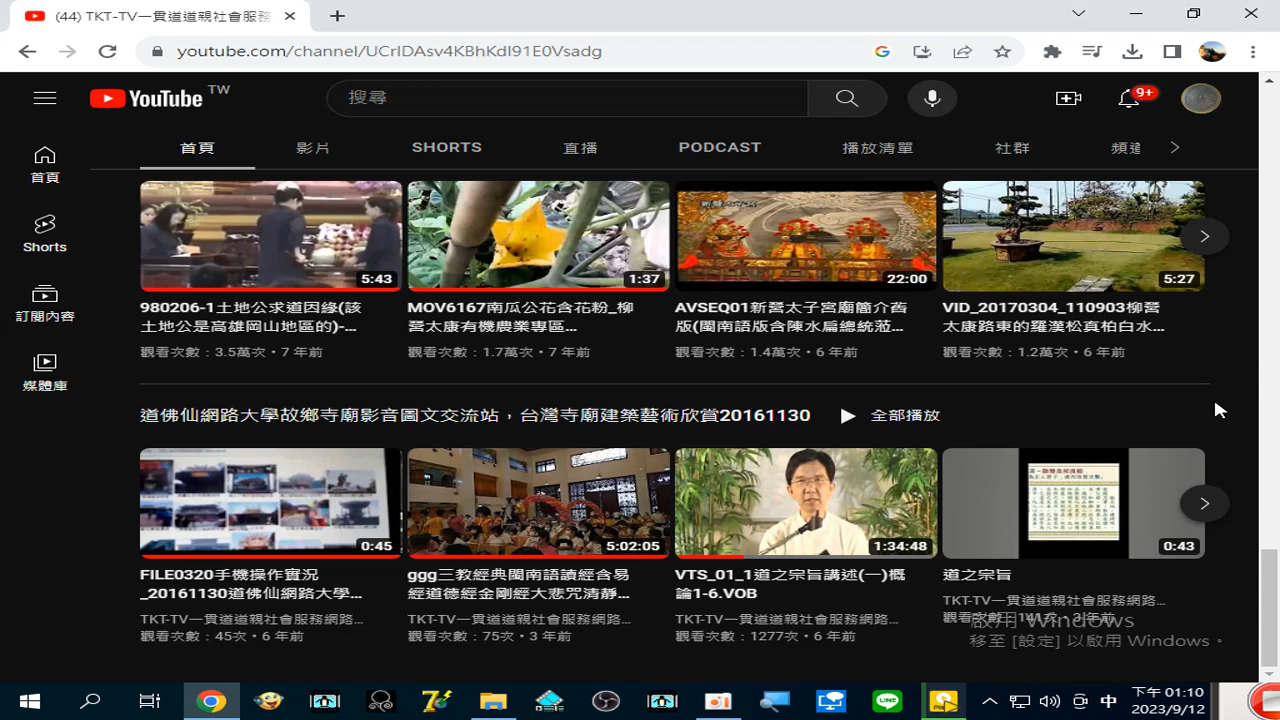 (44) TKT-TV一貫道道親社會服務
youtube.com/channel/UCrIDAsv4KBhKdI91E0Vsadg
YouTube TW
搜尋
9+
首頁 影片 SHORTS 直播 PODCAST 播放清單 社群
首頁
Shorts
訂閱內容
媒體庫
5:43 1:37 22:00 5:27
980206-1土地公求道因緣(該
土地公是高雄岡山地區的)-...
觀看次數：3.5萬次・7 年前
MOV6167南瓜公花含花粉_柳
營太康有機農業專區...
觀看次數：1.7萬次・7 年前
AVSEQ01新營太子宮廟簡介舊
版(閩南語版含陳水扁總統蒞...
觀看次數：1.4萬次・6 年前
VID_20170304_110903柳營
太康路東的羅漢松真柏白水...
觀看次數：1.2萬次・6 年前
道佛仙網路大學故鄉寺廟影音圖文交流站，台灣寺廟建築藝術欣賞20161130 ▶ 全部播放
0:45 5:02:05 1:34:48 0:43
FILE0320手機操作實況
_20161130道佛仙網路大學...
TKT-TV一貫道道親社會服務網路...
觀看次數：45次・6 年前
ggg三教經典閩南語讀經含易
經道德經金剛經大悲咒清靜...
TKT-TV一貫道道親社會服務網路...
觀看次數：75次・3 年前
VTS_01_1道之宗旨講述(一)概
論1-6.VOB
TKT-TV一貫道道親社會服務網路...
觀看次數：1277次・6 年前
道之宗旨
TKT-TV一貫道道親社會服務網路...
啟用 Windows
移至 [設定] 以啟用 Windows。
中
下午 01:10
2023/9/12